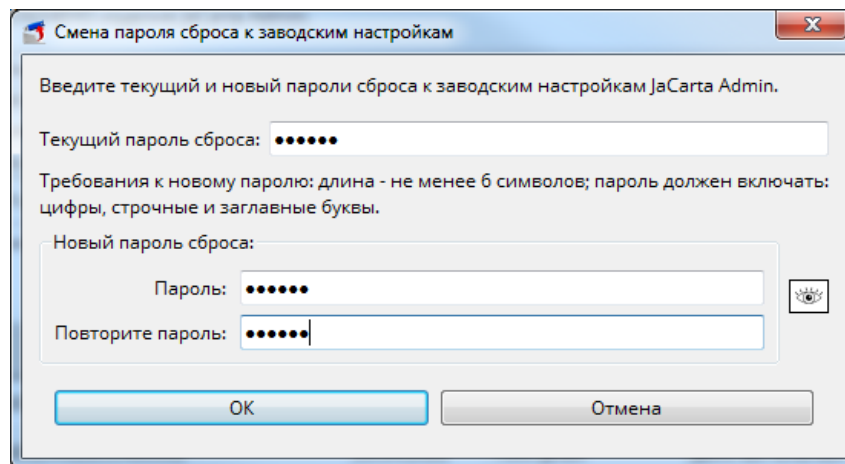 Смена пароля сброса к заводским настройкам
Введите текущий и новый пароли сброса к заводским настройкам JaCarta Admin.
Текущий пароль сброса: ●●●●●●
Требования к новому паролю: длина - не менее 6 символов; пароль должен включать:
цифры, строчные и заглавные буквы.
Новый пароль сброса:
Пароль: ●●●●●●
Повторите пароль: ●●●●●●
OK
Отмена